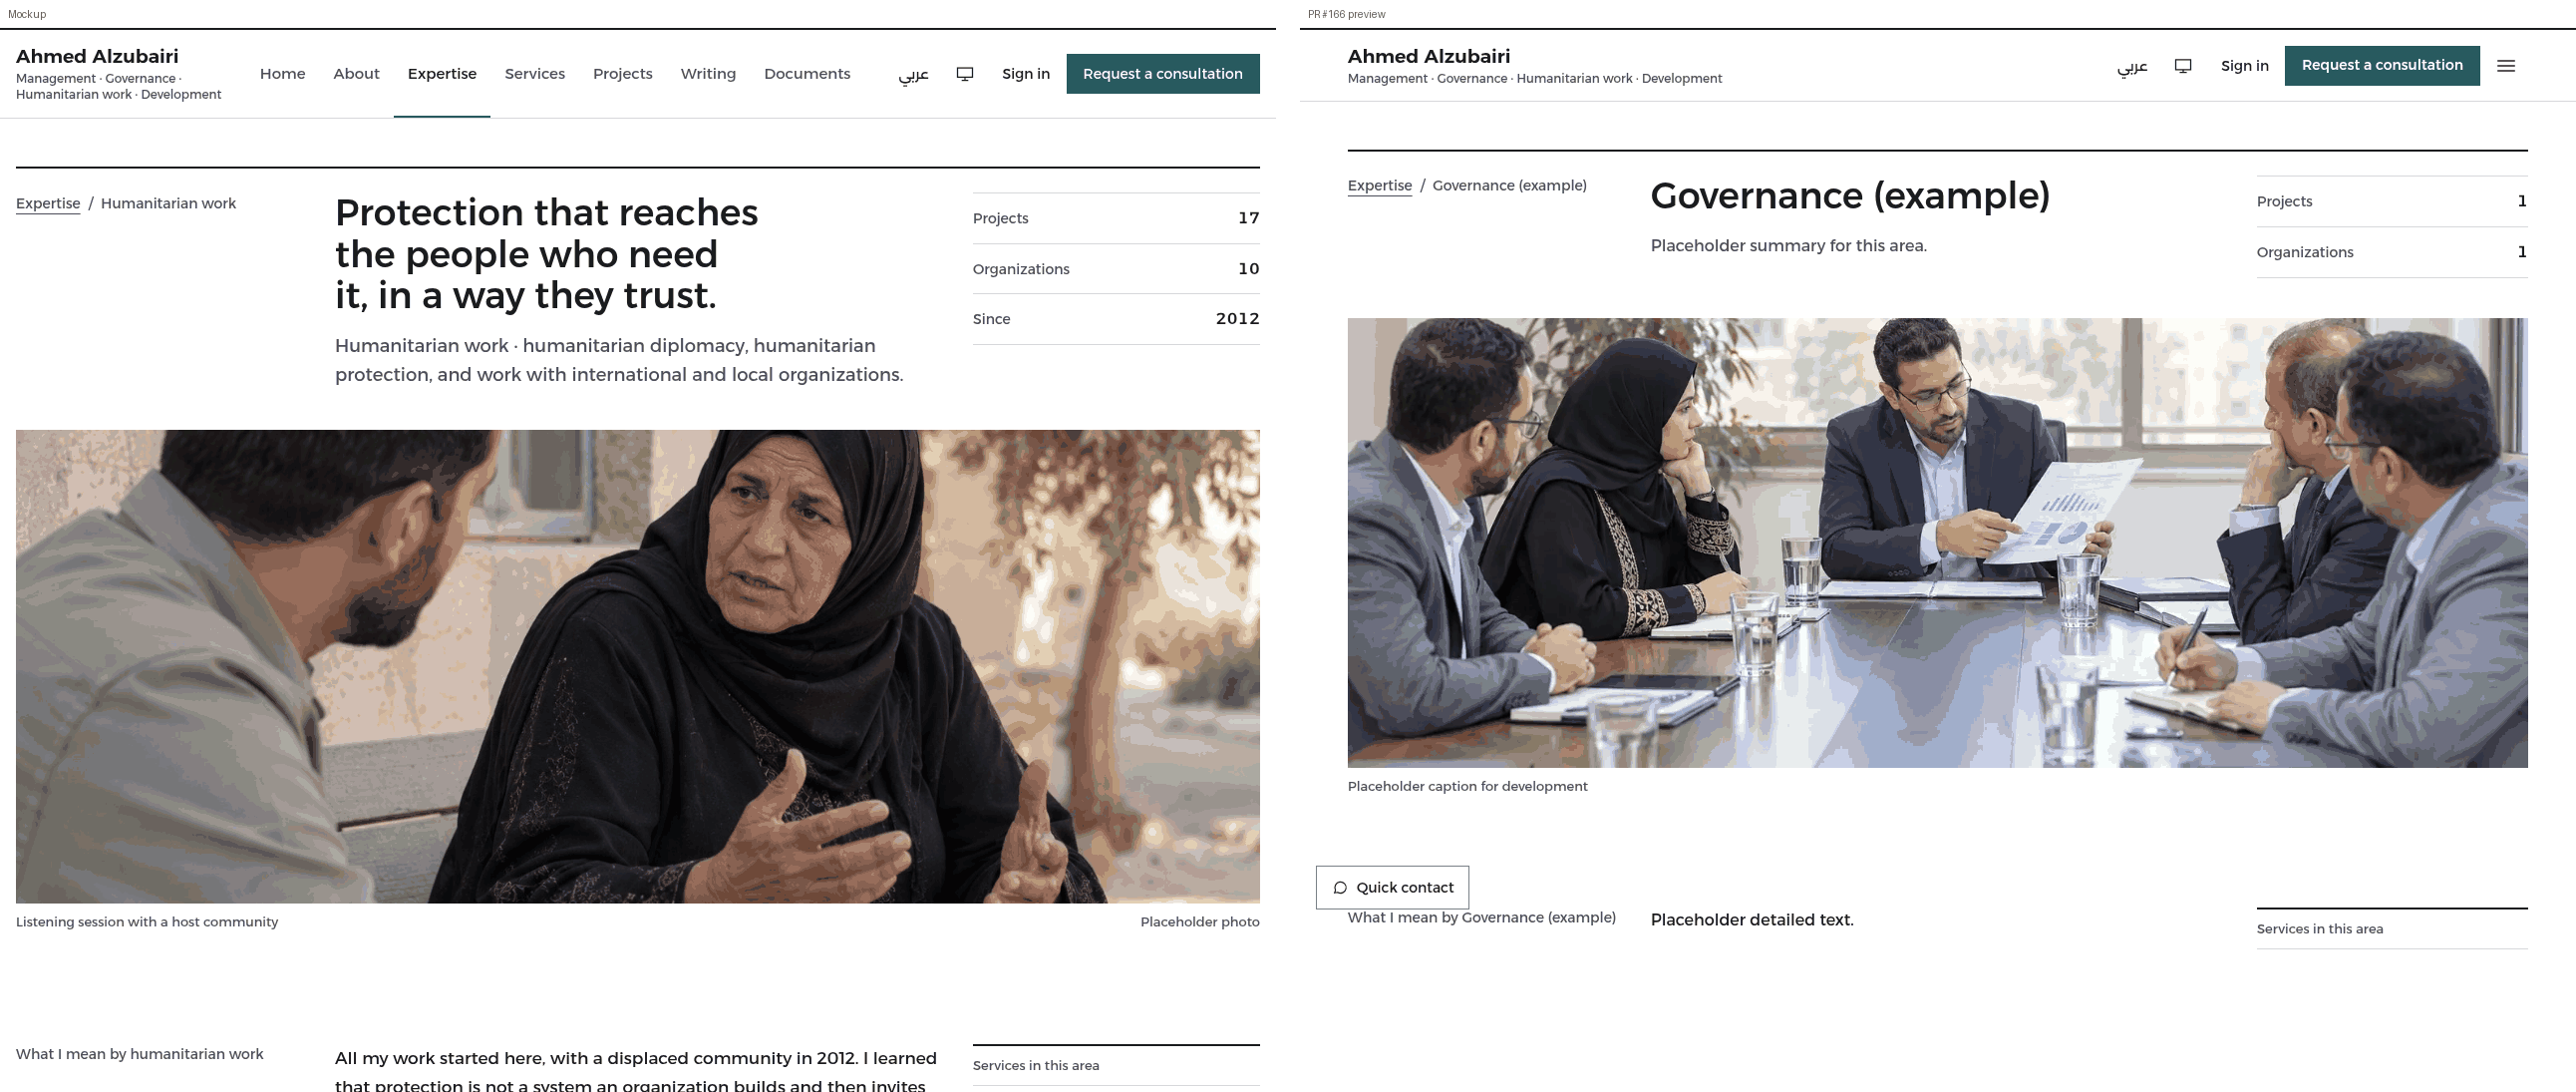 Mockup
Ahmed Alzubairi
Management · Governance ·
Humanitarian work · Development
Home
About
Expertise
Services
Projects
Writing
Documents
عربي
Sign in
Request a consultation
Expertise / Humanitarian work
Protection that reaches
the people who need
it, in a way they trust.
Humanitarian work · humanitarian diplomacy, humanitarian
protection, and work with international and local organizations.
Projects 17
Organizations 10
Since 2012
Listening session with a host community
Placeholder photo
What I mean by humanitarian work
All my work started here, with a displaced community in 2012. I learned
that protection is not a system an organization builds and then invites
Services in this area
PR #166 preview
Ahmed Alzubairi
Management · Governance · Humanitarian work · Development
عربي
Sign in
Request a consultation
Expertise / Governance (example)
Governance (example)
Placeholder summary for this area.
Projects 1
Organizations 1
Placeholder caption for development
Quick contact
What I mean by Governance (example)
Placeholder detailed text.
Services in this area